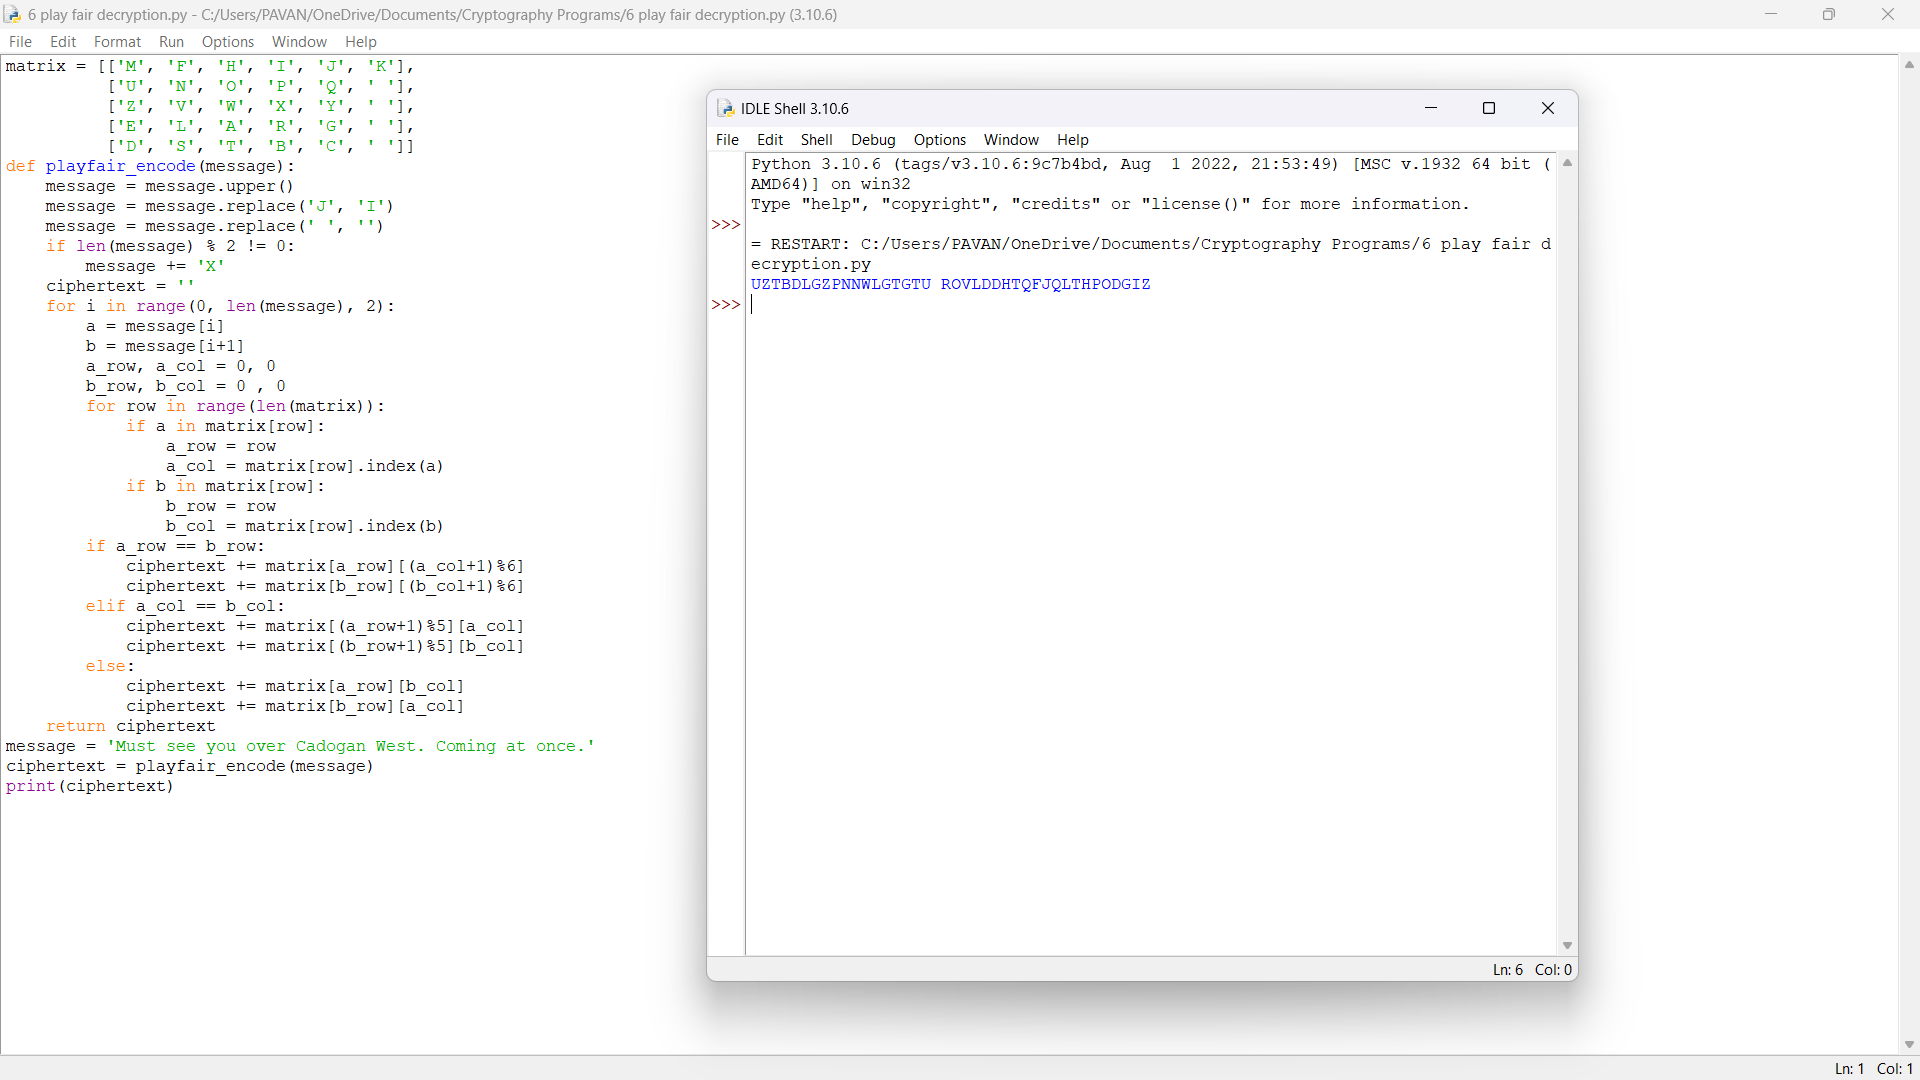 6 play fair decryption.py - C:/Users/PAVAN/OneDrive/Documents/Cryptography Programs/6 play fair decryption.py (3.10.6)
File Edit Format Run Options Window Help
matrix = [['M', 'F', 'H', 'I', 'J', 'K'],
          ['U', 'N', 'O', 'P', 'Q', ' '],
          ['Z', 'V', 'W', 'X', 'Y', ' '],
          ['E', 'L', 'A', 'R', 'G', ' '],
          ['D', 'S', 'T', 'B', 'C', ' ']]
def playfair_encode(message):
    message = message.upper()
    message = message.replace('J', 'I')
    message = message.replace(' ', '')
    if len(message) % 2 != 0:
        message += 'X'
    ciphertext = ''
    for i in range(0, len(message), 2):
        a = message[i]
        b = message[i+1]
        a_row, a_col = 0, 0
        b_row, b_col = 0 , 0
        for row in range(len(matrix)):
            if a in matrix[row]:
                a_row = row
                a_col = matrix[row].index(a)
            if b in matrix[row]:
                b_row = row
                b_col = matrix[row].index(b)
        if a_row == b_row:
            ciphertext += matrix[a_row][(a_col+1)%6]
            ciphertext += matrix[b_row][(b_col+1)%6]
        elif a_col == b_col:
            ciphertext += matrix[(a_row+1)%5][a_col]
            ciphertext += matrix[(b_row+1)%5][b_col]
        else:
            ciphertext += matrix[a_row][b_col]
            ciphertext += matrix[b_row][a_col]
    return ciphertext
message = 'Must see you over Cadogan West. Coming at once.'
ciphertext = playfair_encode(message)
print(ciphertext)
IDLE Shell 3.10.6
File Edit Shell Debug Options Window Help
Python 3.10.6 (tags/v3.10.6:9c7b4bd, Aug  1 2022, 21:53:49) [MSC v.1932 64 bit (
AMD64)] on win32
Type "help", "copyright", "credits" or "license()" for more information.
>>>
= RESTART: C:/Users/PAVAN/OneDrive/Documents/Cryptography Programs/6 play fair d
ecryption.py
UZTBDLGZPNNWLGTGTU ROVLDDHTQFJQLTHPODGIZ
>>>
Ln: 6 Col: 0
Ln: 1 Col: 1